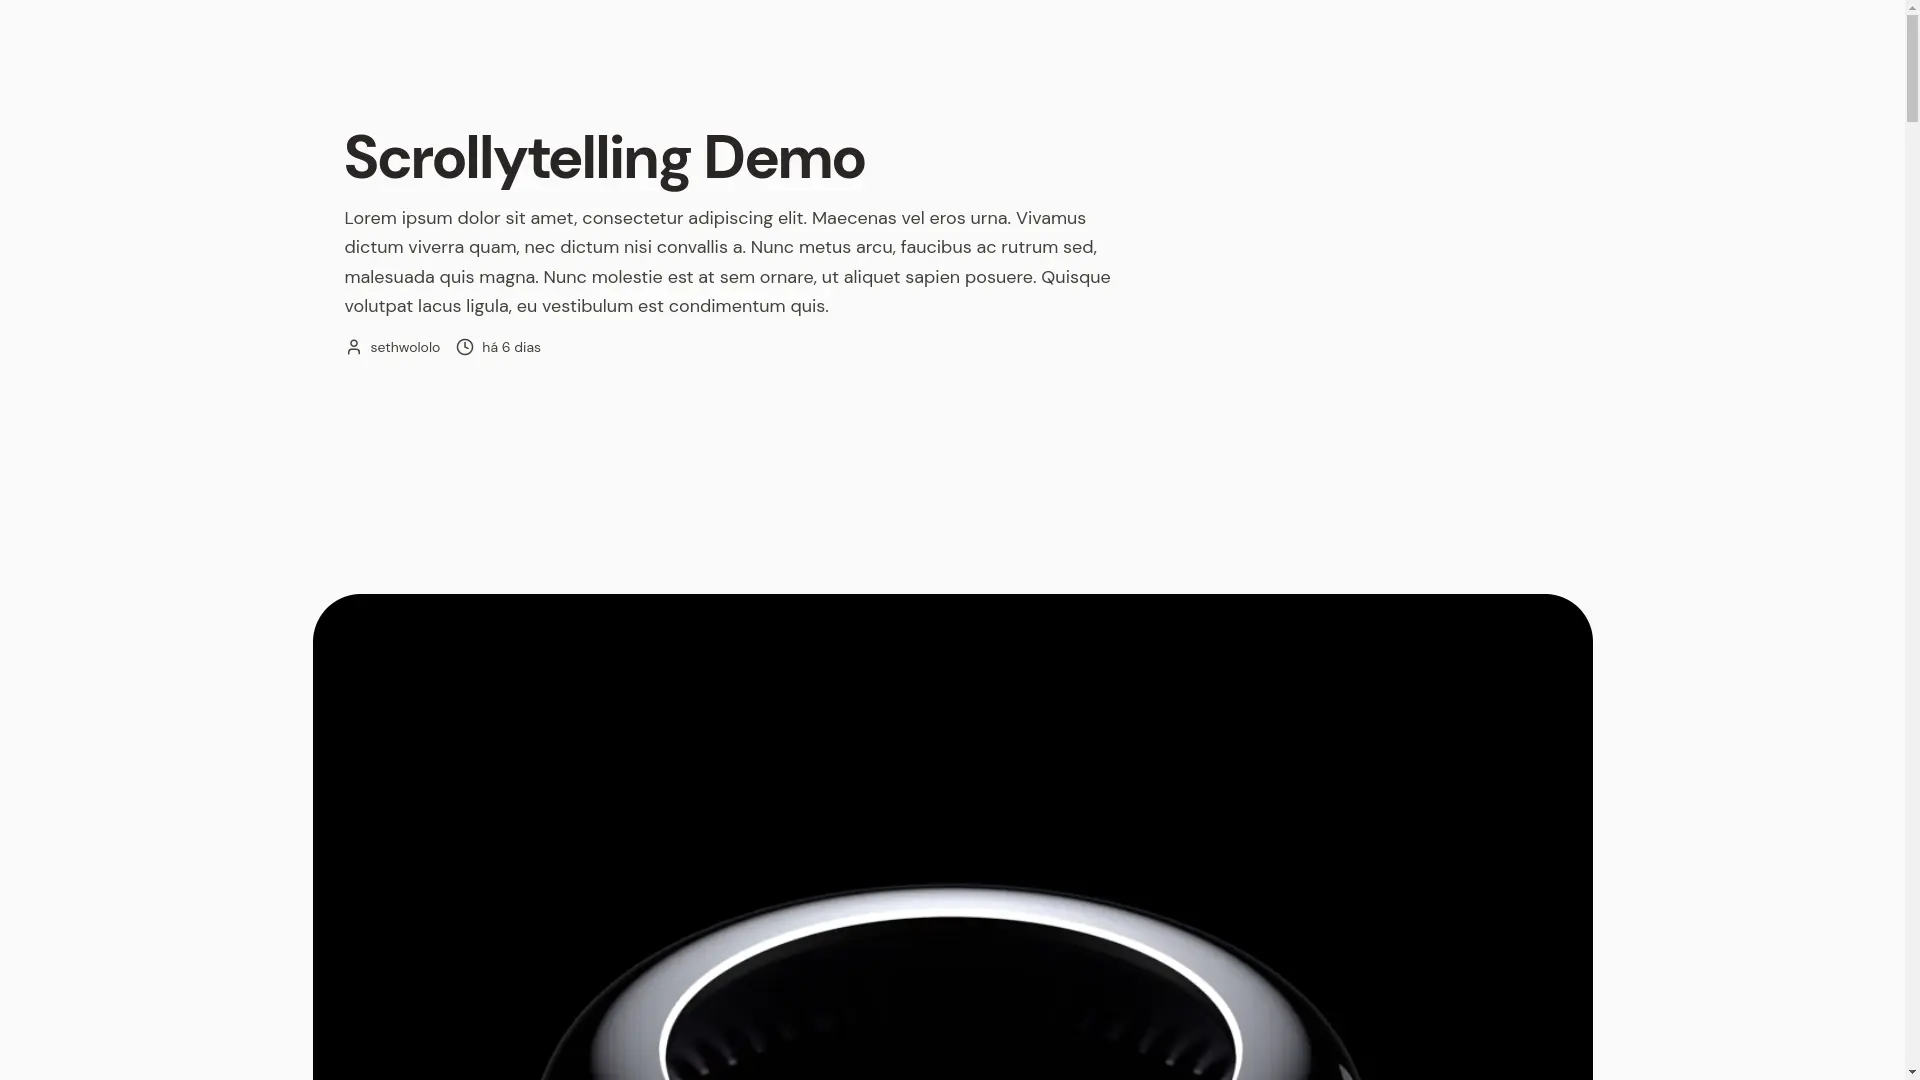 Scrollytelling Demo
Lorem ipsum dolor sit amet, consectetur adipiscing elit. Maecenas vel eros urna. Vivamus
dictum viverra quam, nec dictum nisi convallis a. Nunc metus arcu, faucibus ac rutrum sed,
malesuada quis magna. Nunc molestie est at sem ornare, ut aliquet sapien posuere. Quisque
volutpat lacus ligula, eu vestibulum est condimentum quis.
sethwololo há 6 dias